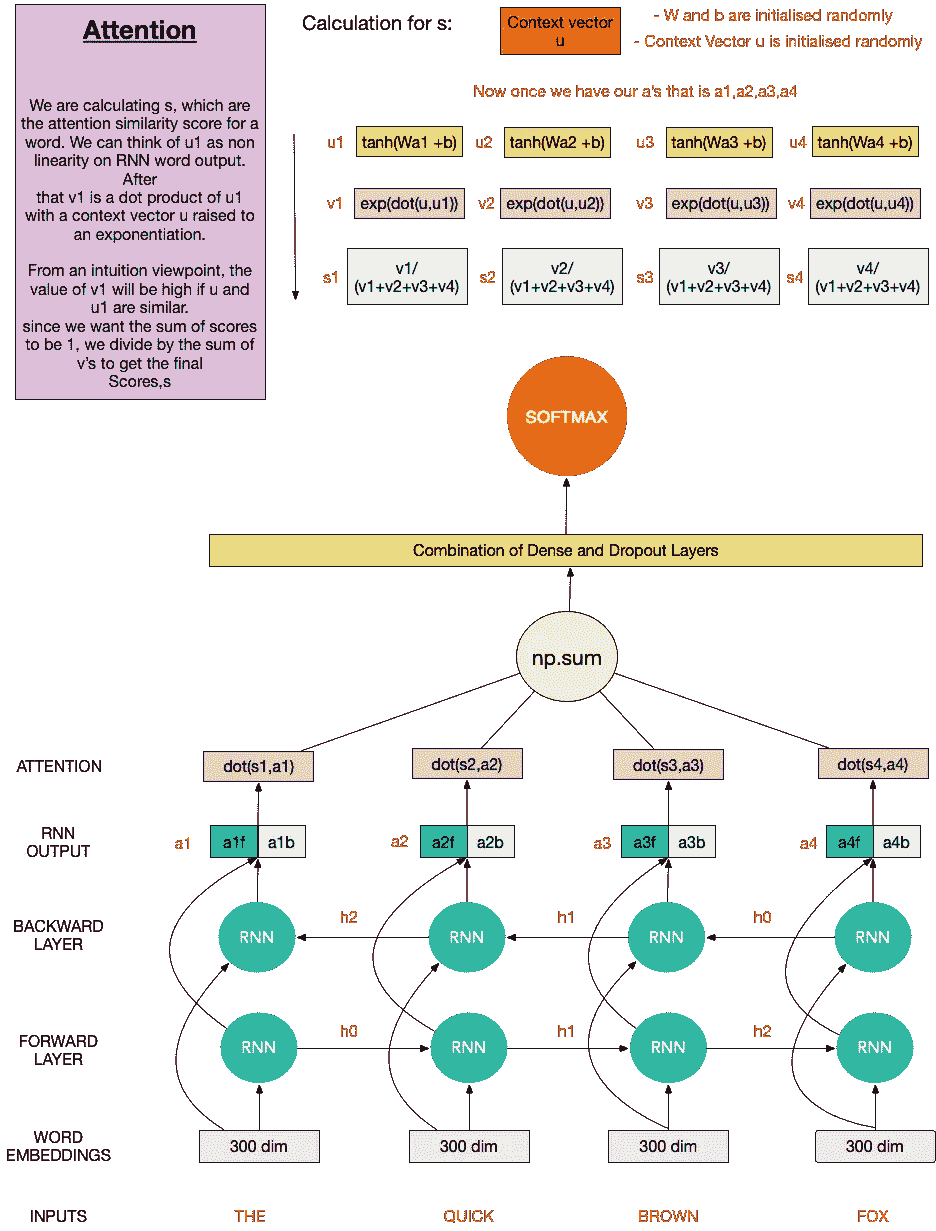 Attention
We are calculating s, which are
the attention similarity score for a
word. We can think of u1 as non
linearity on RNN word output.
After
that v1 is a dot product of u1
with a context vector u raised to
an exponentiation.
From an intuition viewpoint, the
value of v1 will be high if u and
u1 are similar.
since we want the sum of scores
to be 1, we divide by the sum of
v's to get the final
Scores,s
Calculation for s:
Context vector
u
- W and b are initialised randomly
- Context Vector u is initialised randomly
Now once we have our a's that is a1,a2,a3,a4
u1 tanh(Wa1 +b) u2 tanh(Wa2 +b) u3 tanh(Wa3 +b) u4 tanh(Wa4 +b)
v1 exp(dot(u,u1)) v2 exp(dot(u,u2)) v3 exp(dot(u,u3)) v4 exp(dot(u,u4))
s1 v1/ s2 v2/ s3 v3/ s4 v4/
(v1+v2+v3+v4) (v1+v2+v3+v4) (v1+v2+v3+v4) (v1+v2+v3+v4)
SOFTMAX
Combination of Dense and Dropout Layers
np.sum
ATTENTION dot(s1,a1) dot(s2,a2) dot(s3,a3) dot(s4,a4)
RNN
OUTPUT
a1 a1f a1b a2 a2f a2b a3 a3f a3b a4 a4f a4b
BACKWARD
LAYER
RNN h2 RNN h1 RNN h0 RNN
FORWARD
LAYER
RNN h0 RNN h1 RNN h2 RNN
WORD
EMBEDDINGS
300 dim 300 dim 300 dim 300 dim
INPUTS THE QUICK BROWN FOX